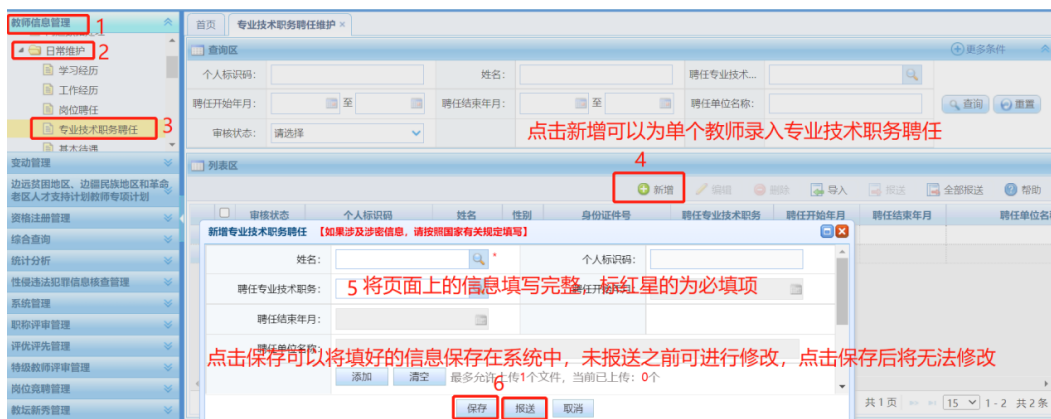 教师信息管理 1
首页 专业技术职务聘任维护 ×
日常维护 2
学习经历
工作经历
岗位聘任
专业技术职务聘任 3
基本待遇
变动管理
边远贫困地区、边疆民族地区和革命
老区人才支持计划教师专项计划
资格注册管理
综合查询
统计分析
性侵违法犯罪信息核查管理
系统管理
职称评审管理
评优评先管理
特级教师评审管理
岗位竞聘管理
教坛新秀管理
查询区 更多条件
个人标识码: 姓名: 聘任专业技术...
聘任开始年月: 至 聘任结束年月: 至 聘任单位名称: 查询 重置
审核状态: 请选择
点击新增可以为单个教师录入专业技术职务聘任
4
列表区
新增 编辑 删除 导入 报送 全部报送 帮助
审核状态 个人标识码 姓名 性别 身份证件号 聘任专业技术职务 聘任开始年月 聘任结束年月 聘任单位名
新增专业技术职务聘任 【如果涉及涉密信息，请按照国家有关规定填写】
姓名: * 个人标识码:
聘任专业技术职务: 聘任开始年月:
5 将页面上的信息填写完整，标红星的为必填项
聘任结束年月:
聘任单位名称:
点击保存可以将填好的信息保存在系统中，未报送之前可进行修改，点击保存后将无法修改
添加 清空 最多允许上传1个文件，当前已上传：0个
6
保存 报送 取消
共1页 15 1 - 2 共2条